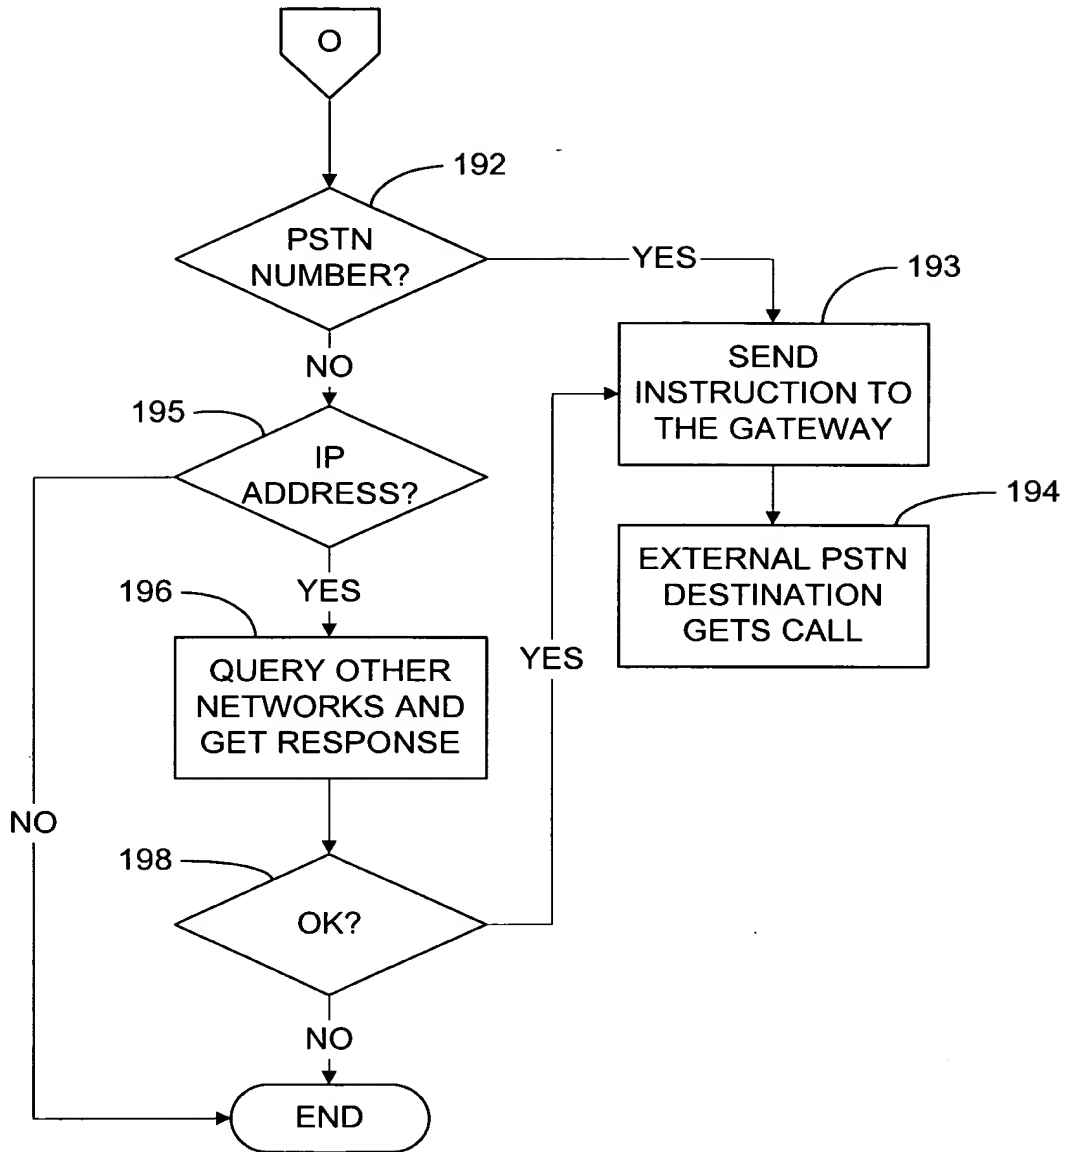 O
192
PSTN
NUMBER?
YES
193
SEND
INSTRUCTION TO
THE GATEWAY
NO
195
IP
ADDRESS?
194
EXTERNAL PSTN
DESTINATION
GETS CALL
YES
196
QUERY OTHER
NETWORKS AND
GET RESPONSE
YES
NO
198
OK?
NO
END